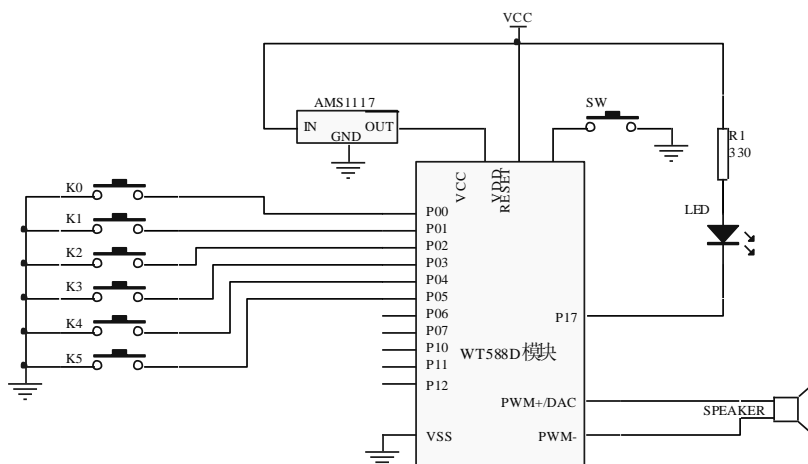 VCC
AMS1117
IN
OUT
GND
SW
R1
330
VCC
VDD
RESET
LED
K0
K1
K2
K3
K4
K5
P00
P01
P02
P03
P04
P05
P06
P07
P10
P11
P12
P17
WT588D模块
PWM+/DAC
SPEAKER
VSS
PWM-